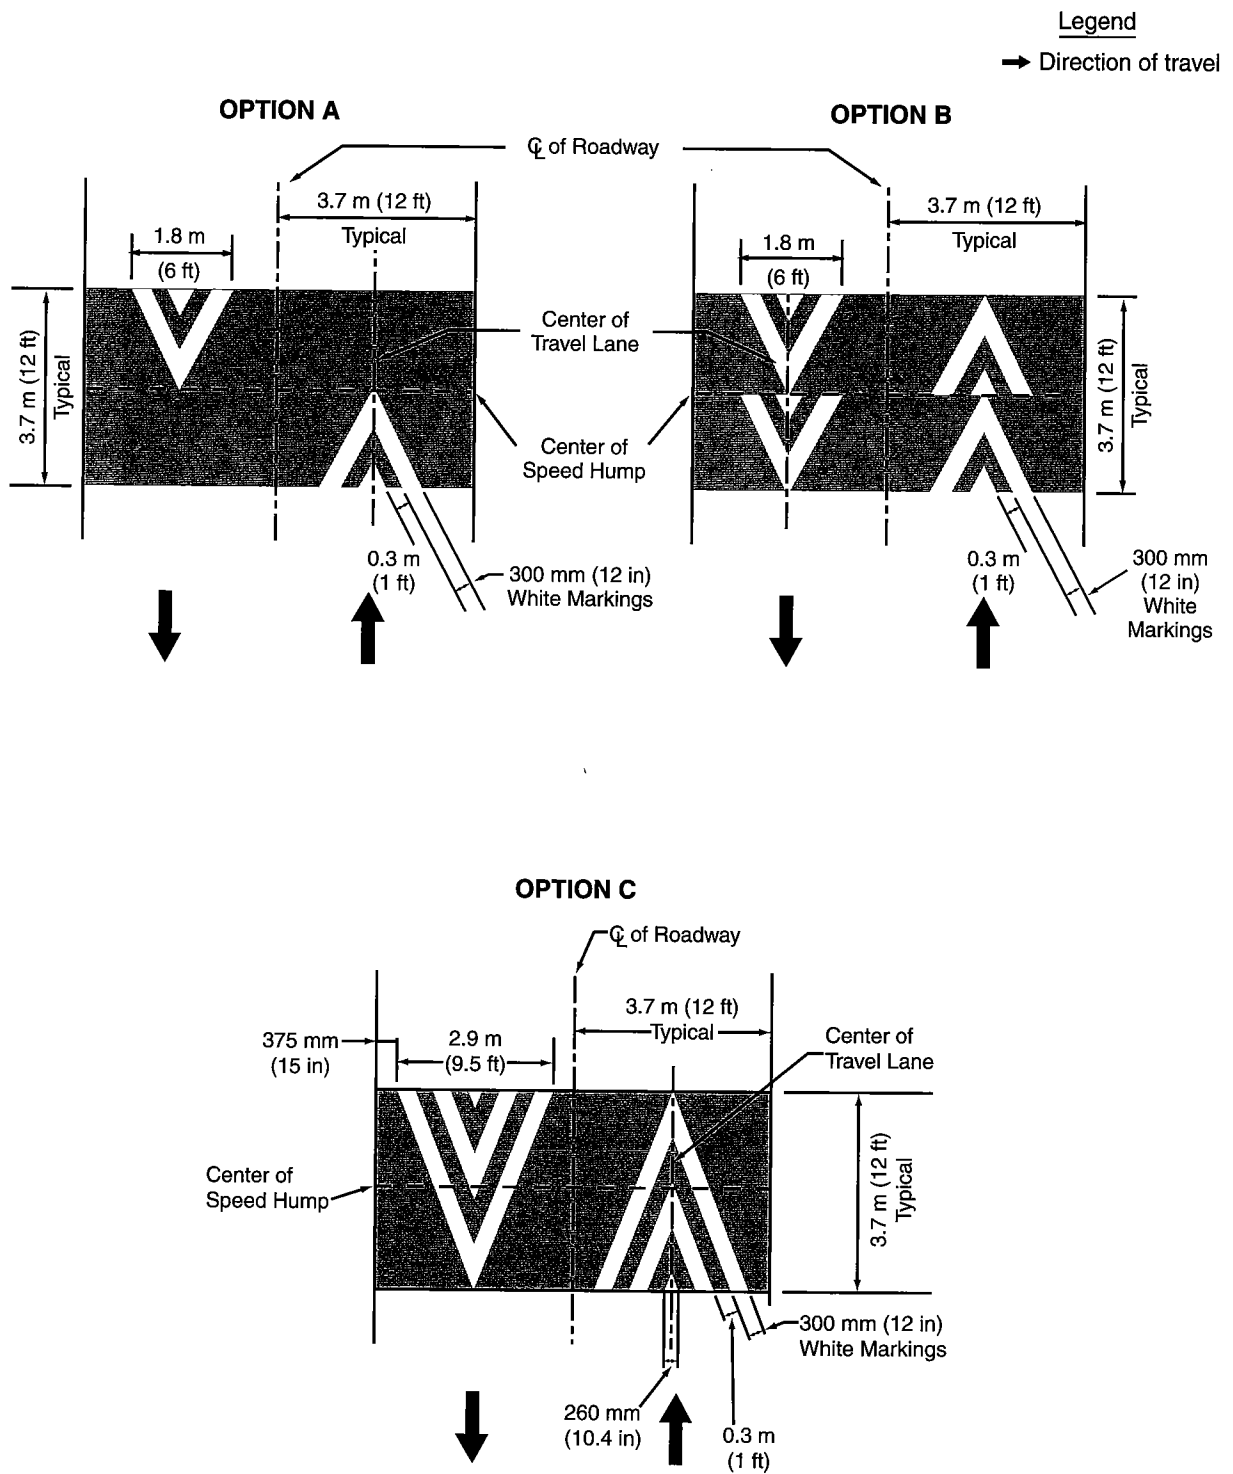 Legend
Direction of travel
OPTION A
OPTION B
℄ of Roadway
3.7 m (12 ft)
Typical
1.8 m
(6 ft)
3.7 m (12 ft)
Typical
3.7 m (12 ft)
Typical
1.8 m
(6 ft)
3.7 m (12 ft)
Typical
Center of
Travel Lane
Center of
Speed Hump
0.3 m
(1 ft)
300 mm (12 in)
White Markings
0.3 m
(1 ft)
300 mm
(12 in)
White
Markings
OPTION C
℄ of Roadway
3.7 m (12 ft)
Typical
375 mm
(15 in)
2.9 m
(9.5 ft)
Center of
Travel Lane
Center of
Speed Hump
3.7 m (12 ft)
Typical
300 mm (12 in)
White Markings
260 mm
(10.4 in)
0.3 m
(1 ft)